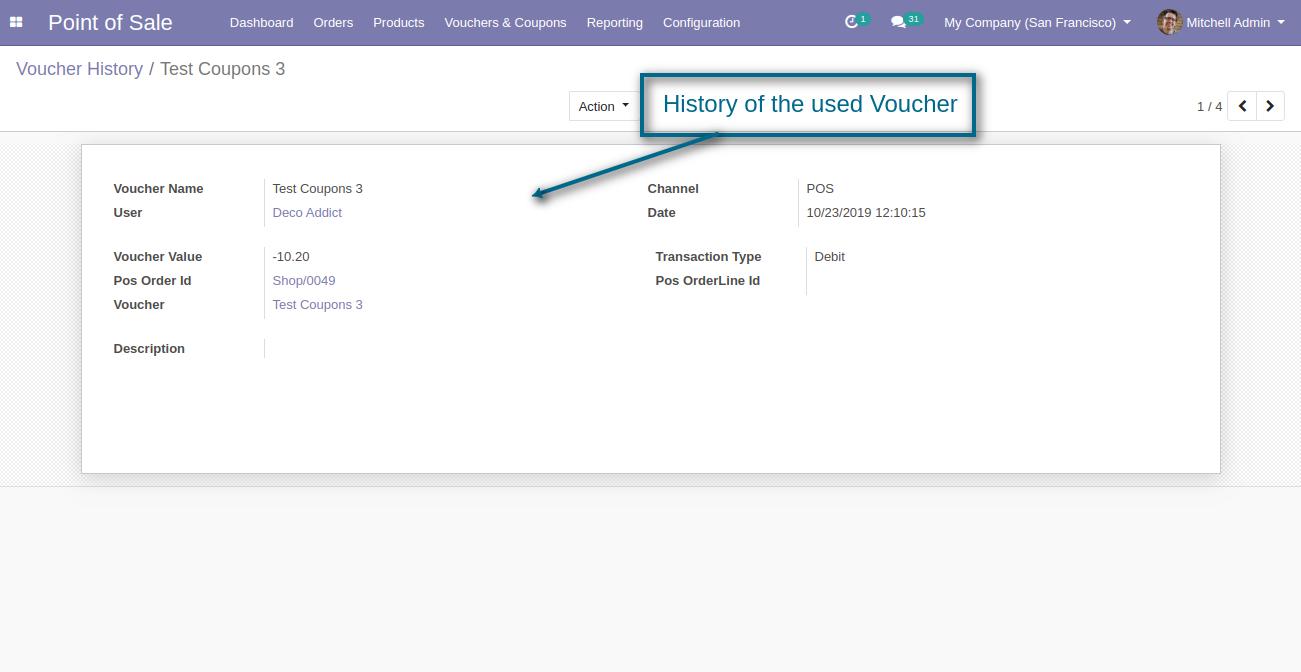 Point of Sale Dashboard Orders Products Vouchers & Coupons Reporting Configuration 1 31 My Company (San Francisco) Mitchell Admin
Voucher History / Test Coupons 3
Action History of the used Voucher 1 / 4
Voucher Name Test Coupons 3 Channel POS
User Deco Addict Date 10/23/2019 12:10:15
Voucher Value -10.20 Transaction Type Debit
Pos Order Id Shop/0049 Pos OrderLine Id
Voucher Test Coupons 3
Description